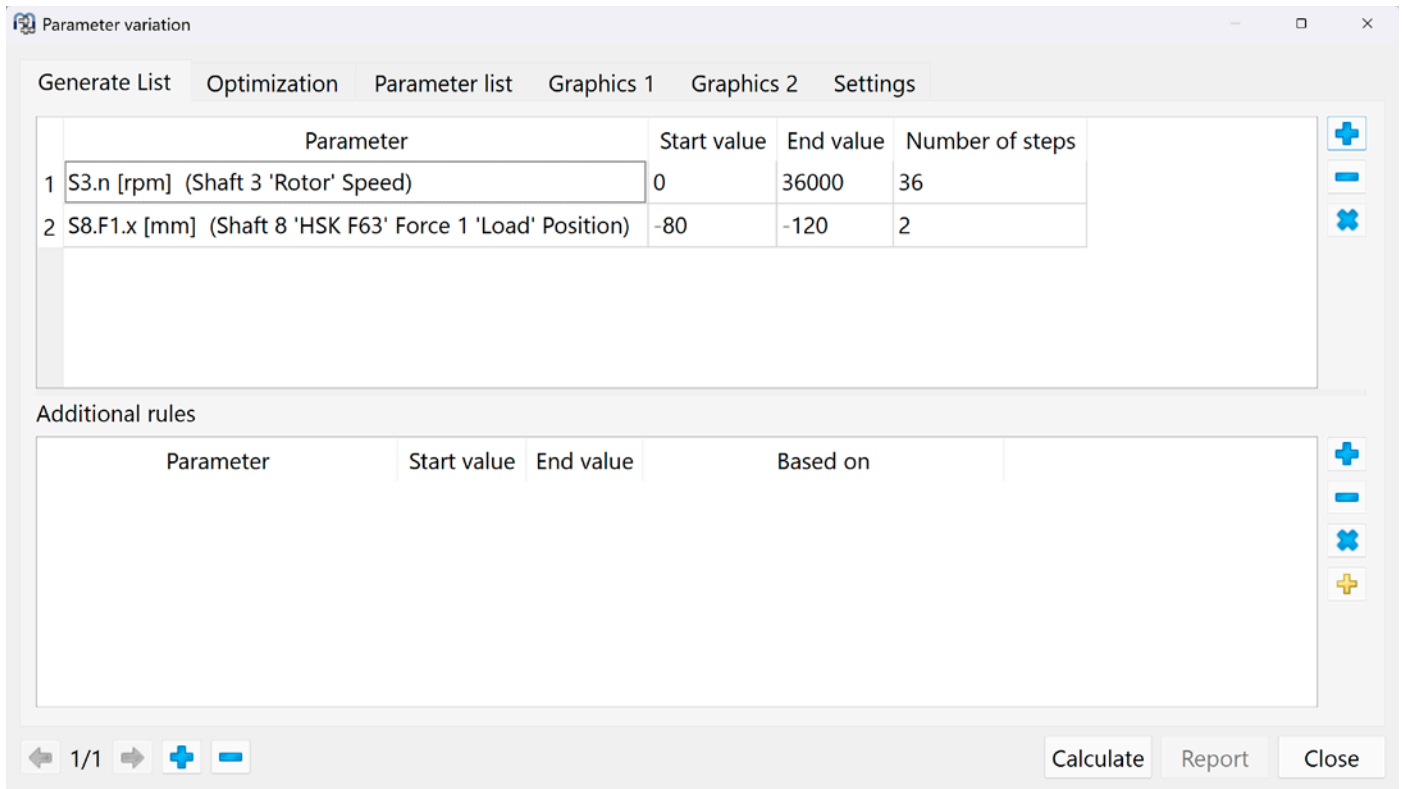 Parameter variation
Generate List Optimization Parameter list Graphics 1 Graphics 2 Settings
Parameter Start value End value Number of steps
1 S3.n [rpm] (Shaft 3 'Rotor' Speed) 0 36000 36
2 S8.F1.x [mm] (Shaft 8 'HSK F63' Force 1 'Load' Position) -80 -120 2
Additional rules
Parameter Start value End value Based on
1/1 Calculate Report Close